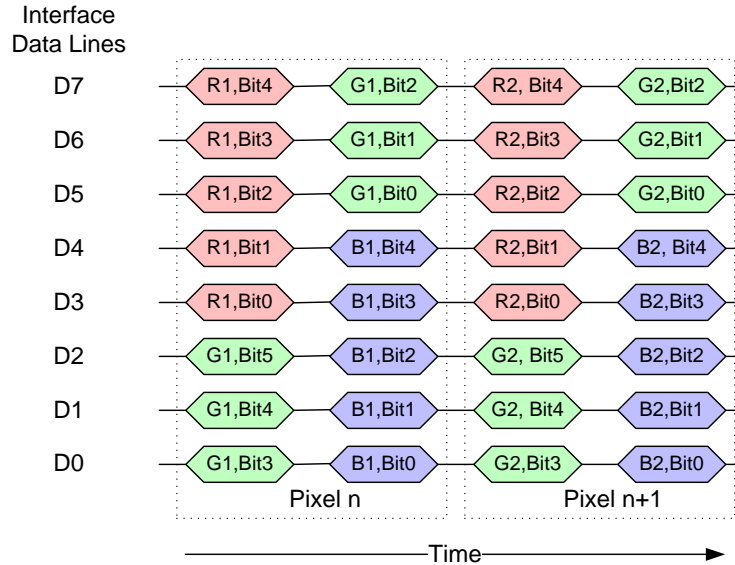 Interface
Data Lines
D7 R1,Bit4 G1,Bit2 R2, Bit4 G2,Bit2
D6 R1,Bit3 G1,Bit1 R2,Bit3 G2,Bit1
D5 R1,Bit2 G1,Bit0 R2,Bit2 G2,Bit0
D4 R1,Bit1 B1,Bit4 R2,Bit1 B2, Bit4
D3 R1,Bit0 B1,Bit3 R2,Bit0 B2,Bit3
D2 G1,Bit5 B1,Bit2 G2, Bit5 B2,Bit2
D1 G1,Bit4 B1,Bit1 G2, Bit4 B2,Bit1
D0 G1,Bit3 B1,Bit0 G2,Bit3 B2,Bit0
Pixel n Pixel n+1
Time